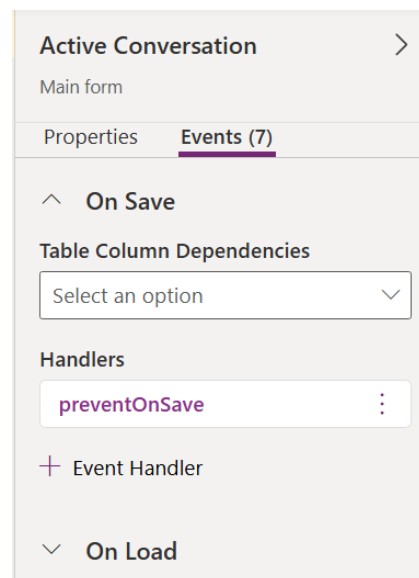 Active Conversation
Main form
Properties Events (7)
On Save
Table Column Dependencies
Select an option
Handlers
preventOnSave
Event Handler
On Load